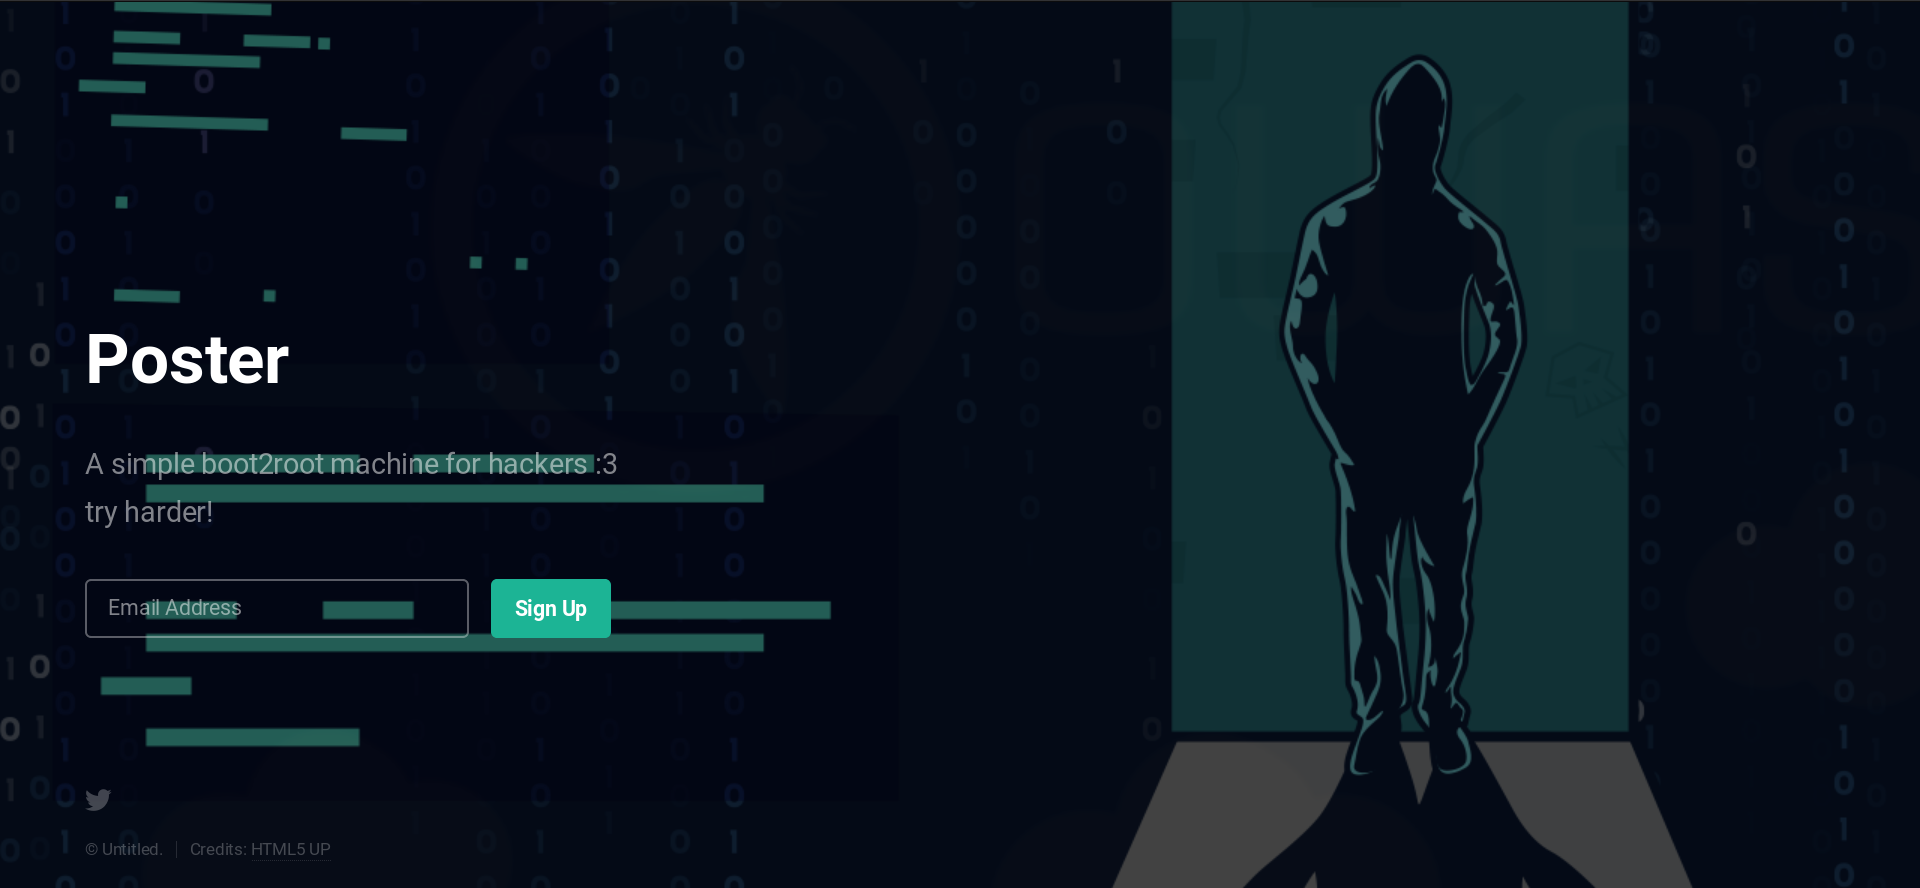 Poster
A simple boot2root machine for hackers :3
try harder!
Email Address
Sign Up
© Untitled.
Credits: HTML5 UP